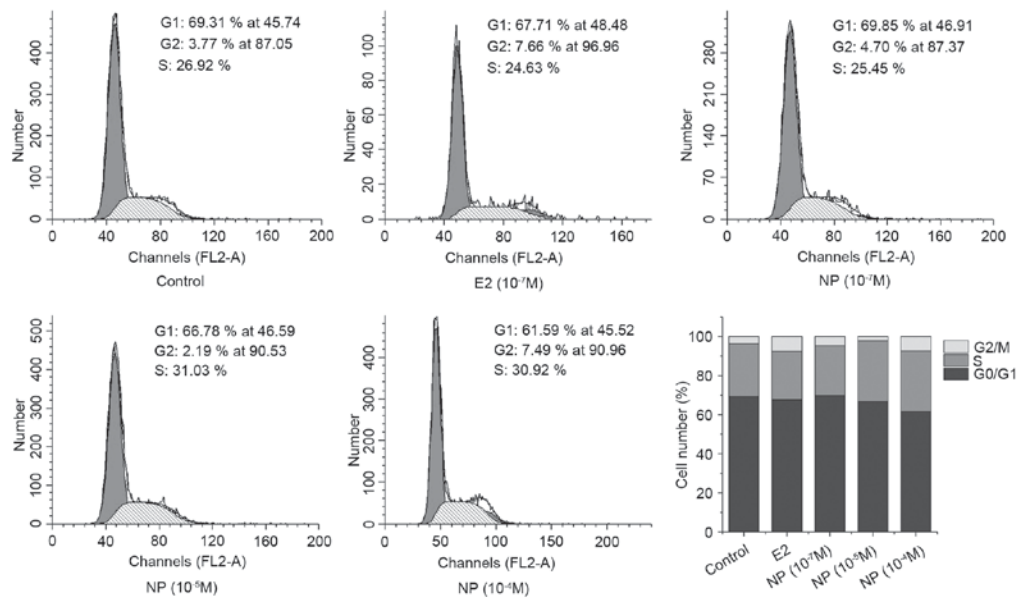 G1: 69.31 % at 45.74
G2: 3.77 % at 87.05
S: 26.92 %
Number
400
300
200
100
0
0 40 80 120 160 200
Channels (FL2-A)
Control
G1: 67.71 % at 48.48
G2: 7.66 % at 96.96
S: 24.63 %
Number
100
80
60
40
20
0
0 40 80 120 160
Channels (FL2-A)
E2 (10⁻⁷M)
G1: 69.85 % at 46.91
G2: 4.70 % at 87.37
S: 25.45 %
Number
280
210
140
70
0
0 40 80 120 160 200
Channels (FL2-A)
NP (10⁻⁷M)
G1: 66.78 % at 46.59
G2: 2.19 % at 90.53
S: 31.03 %
Number
500
400
300
200
100
0
0 40 80 120 160 200
Channels (FL2-A)
NP (10⁻⁵M)
G1: 61.59 % at 45.52
G2: 7.49 % at 90.96
S: 30.92 %
Number
400
300
200
100
0
0 50 100 150 200
Channels (FL2-A)
NP (10⁻⁴M)
Cell number (%)
100
80
60
40
20
0
G2/M
S
G0/G1
Control
E2
NP (10⁻⁷M)
NP (10⁻⁵M)
NP (10⁻⁴M)